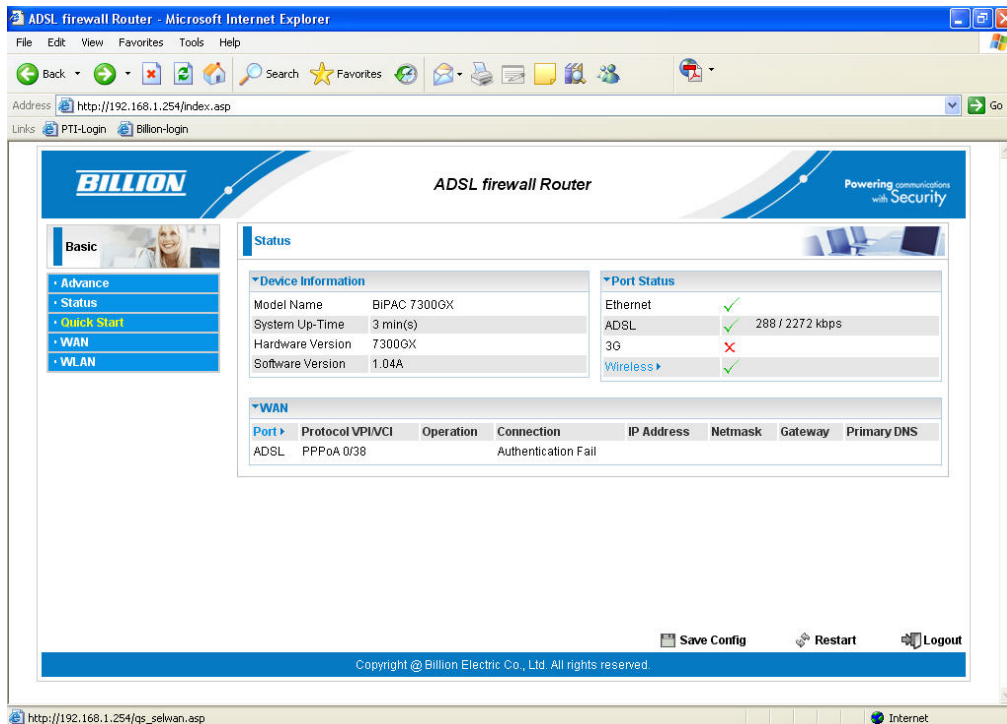 ADSL firewall Router - Microsoft Internet Explorer
File Edit View Favorites Tools Help
Back Search Favorites
Address http://192.168.1.254/index.asp Go
Links PTI-Login Billion-login
BILLION
ADSL firewall Router
Powering communications
with Security
Basic
· Advance
· Status
· Quick Start
· WAN
· WLAN
Status
Device Information
Model Name BiPAC 7300GX
System Up-Time 3 min(s)
Hardware Version 7300GX
Software Version 1.04A
Port Status
Ethernet
ADSL 288 / 2272 kbps
3G
Wireless
WAN
Port Protocol VPI/VCI Operation Connection IP Address Netmask Gateway Primary DNS
ADSL PPPoA 0/38 Authentication Fail
Save Config Restart Logout
Copyright @ Billion Electric Co., Ltd. All rights reserved.
http://192.168.1.254/qs_selwan.asp Internet